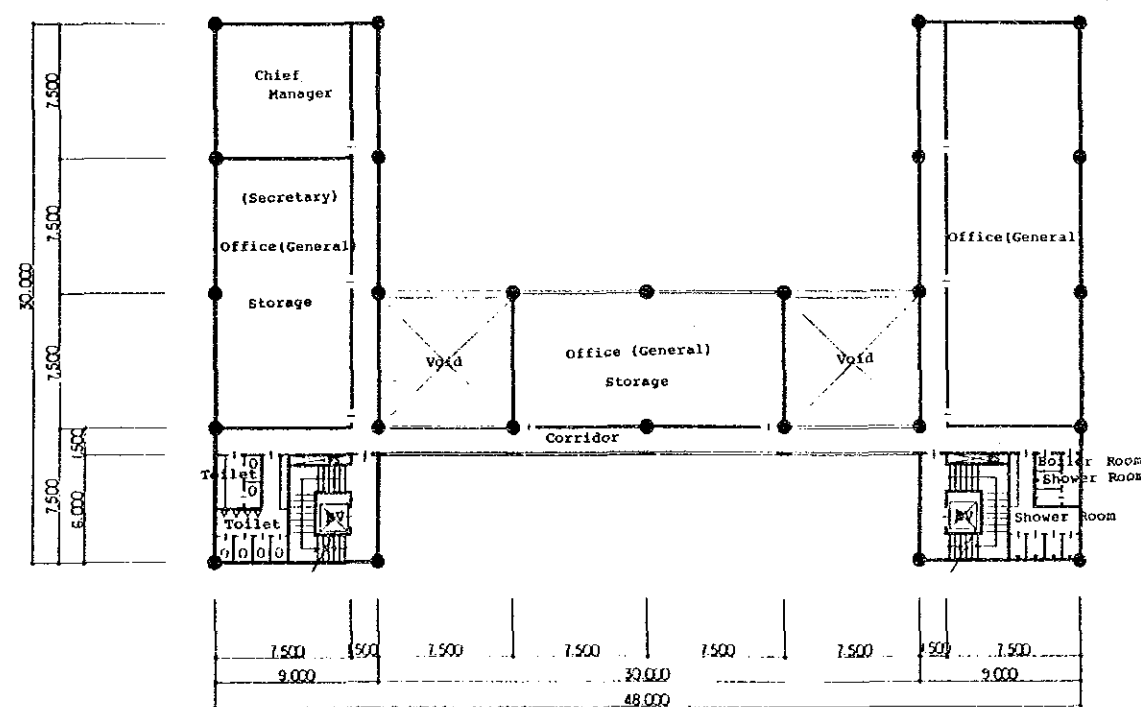 Chief
Manager
(Secretary)
Office(General)
Storage
Office(General
Void
Office (General)
Storage
Void
Corridor
Toilet
Toilet
EV
EV
Boiler Room
Shower Room
Shower Room
7.500
7.500
7.500
7.500
30.000
1.500
6.000
7.500
1.500
7.500
7.500
7.500
7.500
1.500
7.500
9.000
30.000
9.000
48.000